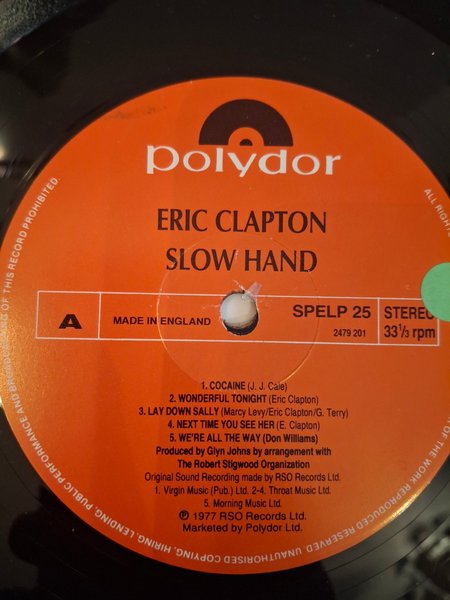 polydor
ERIC CLAPTON
SLOW HAND
A
MADE IN ENGLAND
SPELP 25
2479 201
STEREO
33 1/3 rpm
1. COCAINE (J. J. Cale)
2. WONDERFUL TONIGHT (Eric Clapton)
3. LAY DOWN SALLY (Marcy Levy/Eric Clapton/G. Terry)
4. NEXT TIME YOU SEE HER (E. Clapton)
5. WE'RE ALL THE WAY (Don Williams)
Produced by Glyn Johns by arrangement with
The Robert Stigwood Organization
Original Sound Recording made by RSO Records Ltd.
1. Virgin Music (Pub.) Ltd. 2-4. Throat Music Ltd.
5. Morning Music Ltd.
℗ 1977 RSO Records Ltd.
Marketed by Polydor Ltd.
ALL RIG
OF THE WORK REPRODUCED RESERVED. UNAUTHORISED COPYING, HIRING, LENDING, PUBLIC PERFORMANCE AND BROADCASTING OF THIS RECORD PROHIBITED.